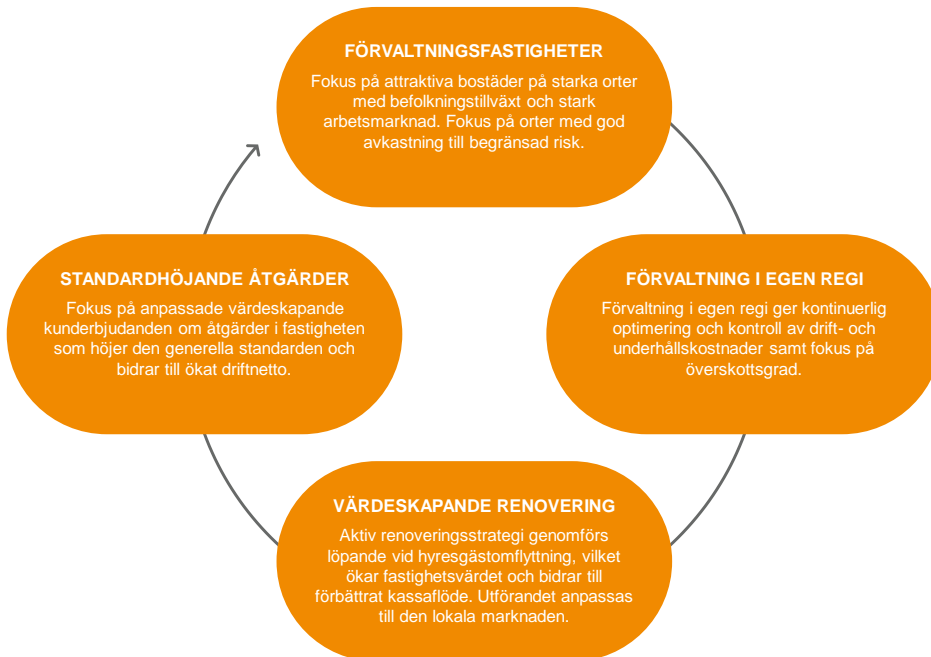 FÖRVALTNINGSFASTIGHETER
Fokus på attraktiva bostäder på starka orter
med befolkningstillväxt och stark
arbetsmarknad. Fokus på orter med god
avkastning till begränsad risk.
STANDARDHÖJANDE ÅTGÄRDER
Fokus på anpassade värdeskapande
kunderbjudanden om åtgärder i fastigheten
som höjer den generella standarden och
bidrar till ökat driftnetto.
FÖRVALTNING I EGEN REGI
Förvaltning i egen regi ger kontinuerlig
optimering och kontroll av drift- och
underhållskostnader samt fokus på
överskottsgrad.
VÄRDESKAPANDE RENOVERING
Aktiv renoveringsstrategi genomförs
löpande vid hyresgästomflyttning, vilket
ökar fastighetsvärdet och bidrar till
förbättrat kassaflöde. Utförandet anpassas
till den lokala marknaden.